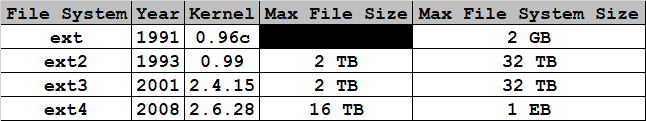 File System Year Kernel Max File Size Max File System Size
ext 1991 0.96c 2 GB
ext2 1993 0.99 2 TB 32 TB
ext3 2001 2.4.15 2 TB 32 TB
ext4 2008 2.6.28 16 TB 1 EB